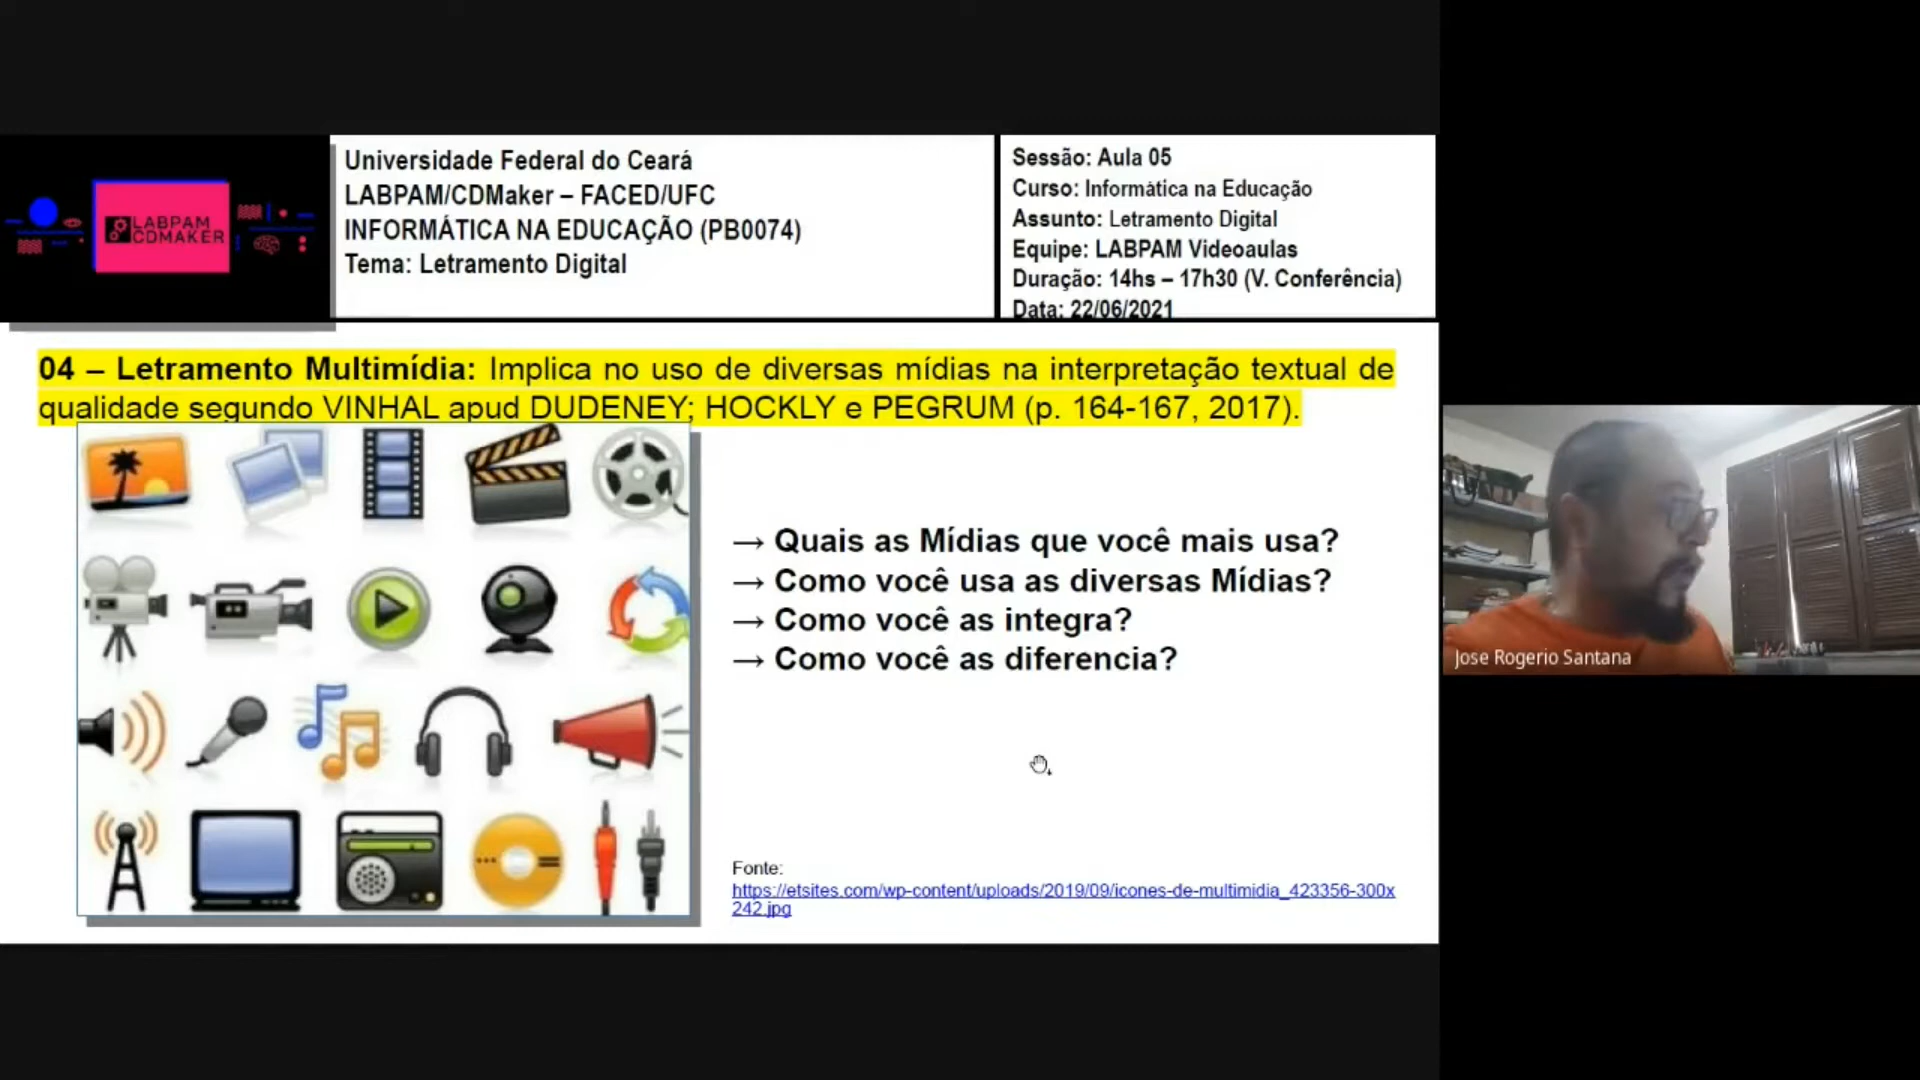 LABPAM
CDMAKER
Universidade Federal do Ceará
LABPAM/CDMaker – FACED/UFC
INFORMÁTICA NA EDUCAÇÃO (PB0074)
Tema: Letramento Digital
Sessão: Aula 05
Curso: Informàtica na Educação
Assunto: Letramento Digital
Equipe: LABPAM Videoaulas
Duração: 14hs – 17h30 (V. Conferência)
Data: 22/06/2021
04 – Letramento Multimídia: Implica no uso de diversas mídias na interpretação textual de
qualidade segundo VINHAL apud DUDENEY; HOCKLY e PEGRUM (p. 164-167, 2017).
→ Quais as Mídias que você mais usa?
→ Como você usa as diversas Mídias?
→ Como você as integra?
→ Como você as diferencia?
Fonte:
https://etsites.com/wp-content/uploads/2019/09/icones-de-multimidia_423356-300x
242.jpg
Jose Rogerio Santana